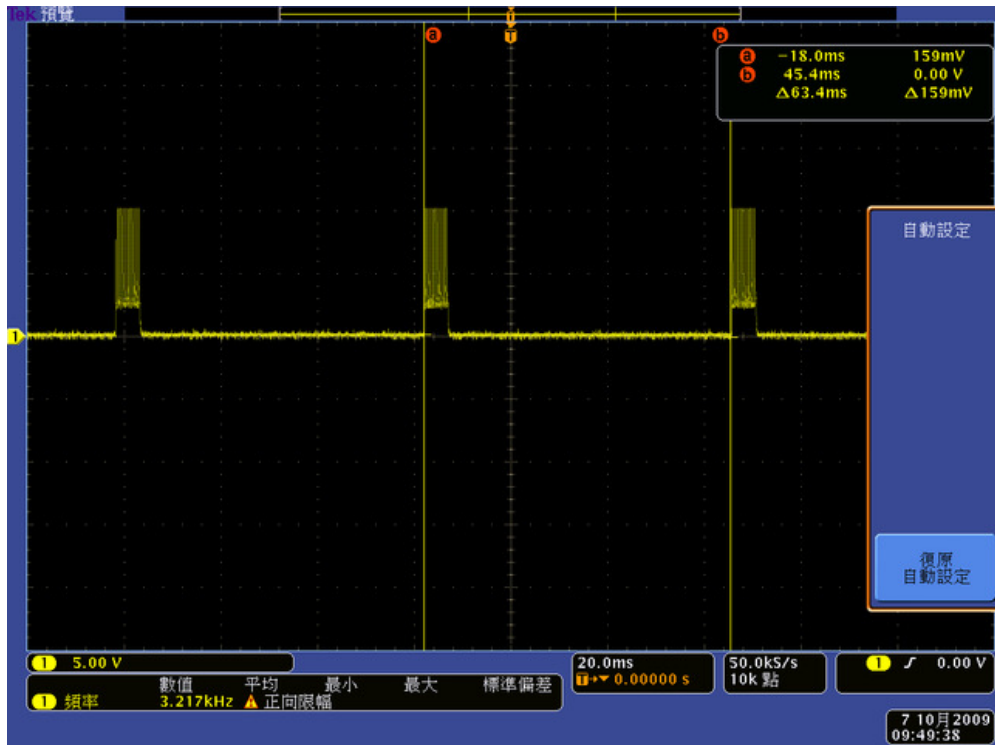 Tek 預覽
T
a T b
a -18.0ms 159mV
b 45.4ms 0.00 V
△63.4ms △159mV
自動設定
1
復原
自動設定
1 5.00 V
20.0ms
T→▼ 0.00000 s
50.0kS/s
10k 點
1 0.00 V
數值 平均 最小 最大 標準偏差
1 頻率 3.217kHz 正向限幅
7 10月 2009
09:49:38